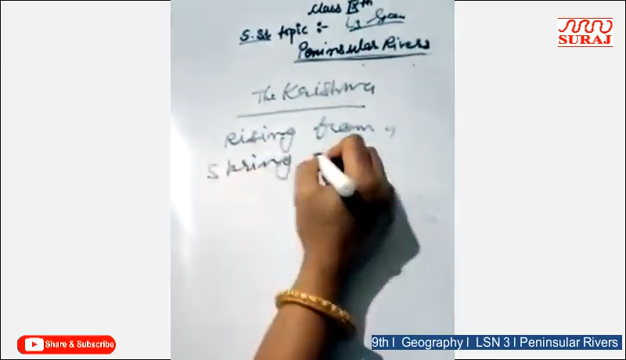 Class IXth
S.St topic :-
Peninsular Rivers
SURAJ
The Krishna
Rising from a
spring
Share & Subscribe
9th I Geography I LSN 3 I Peninsular Rivers